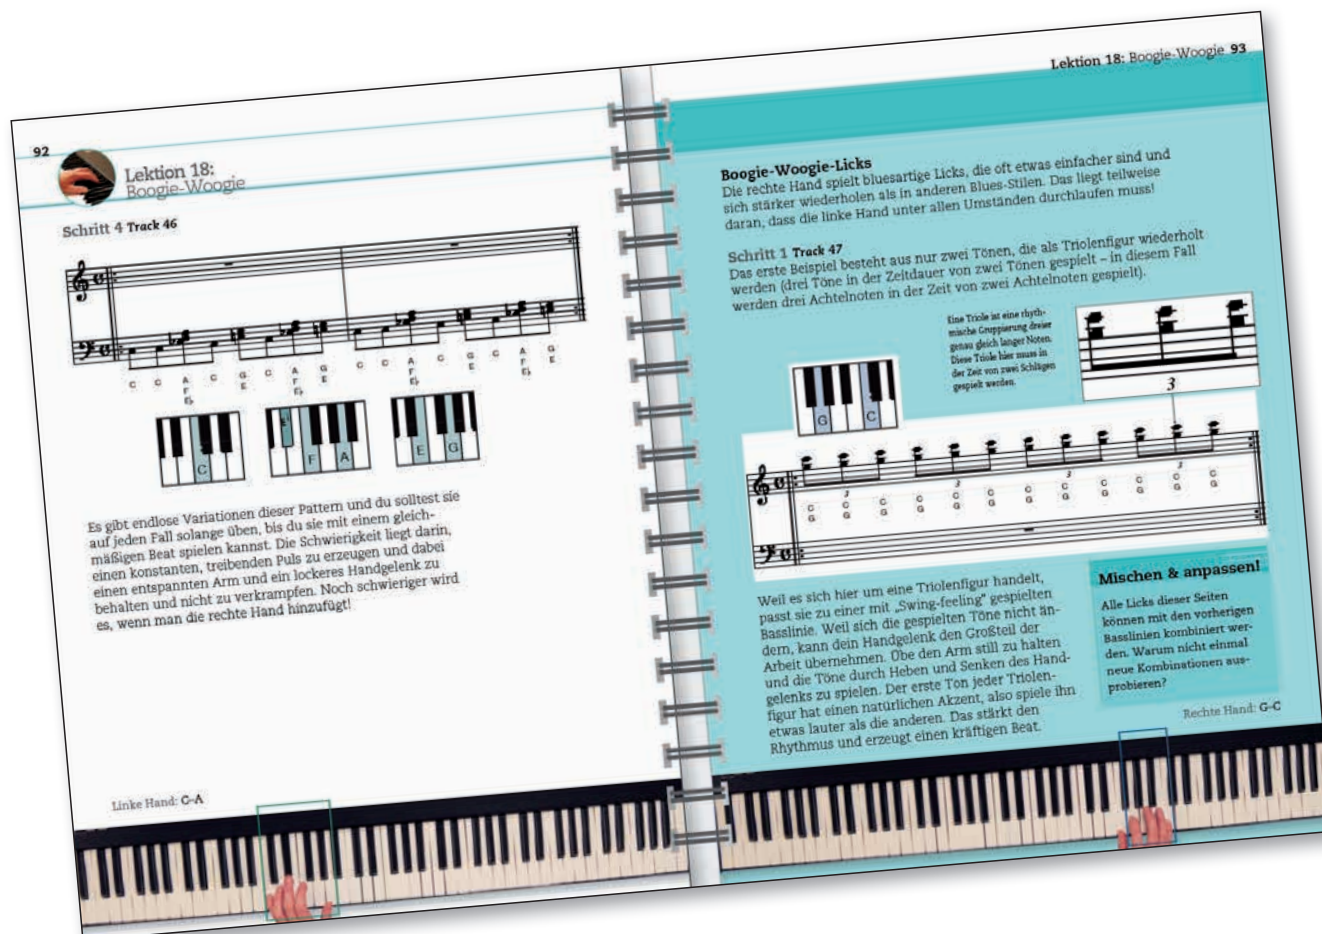 92
Lektion 18:
Boogie-Woogie
Schritt 4 Track 46
C C A C G C A G C C A C G C A G
F E F E F E F E
E♭ E♭ E♭ E♭
C
E♭ F A
E G
Es gibt endlose Variationen dieser Pattern und du solltest sie
auf jeden Fall solange üben, bis du sie mit einem gleich-
mäßigen Beat spielen kannst. Die Schwierigkeit liegt darin,
einen konstanten, treibenden Puls zu erzeugen und dabei
einen entspannten Arm und ein lockeres Handgelenk zu
behalten und nicht zu verkrampfen. Noch schwieriger wird
es, wenn man die rechte Hand hinzufügt!
Linke Hand: C–A
Lektion 18: Boogie-Woogie 93
Boogie-Woogie-Licks
Die rechte Hand spielt bluesartige Licks, die oft etwas einfacher sind und
sich stärker wiederholen als in anderen Blues-Stilen. Das liegt teilweise
daran, dass die linke Hand unter allen Umständen durchlaufen muss!
Schritt 1 Track 47
Das erste Beispiel besteht aus nur zwei Tönen, die als Triolenfigur wiederholt
werden (drei Töne in der Zeitdauer von zwei Tönen gespielt – in diesem Fall
werden drei Achtelnoten in der Zeit von zwei Achtelnoten gespielt).
Eine Triole ist eine rhyth-
mische Gruppierung dreier
genau gleich langer Noten.
Diese Triole hier muss in
der Zeit von zwei Schlägen
gespielt werden.
3
G C
3 3 3 3
C C C C C C C C C C C C
G G G G G G G G G G G G
Weil es sich hier um eine Triolenfigur handelt,
passt sie zu einer mit „Swing-feeling“ gespielten
Basslinie. Weil sich die gespielten Töne nicht än-
dern, kann dein Handgelenk den Großteil der
Arbeit übernehmen. Übe den Arm still zu halten
und die Töne durch Heben und Senken des Hand-
gelenks zu spielen. Der erste Ton jeder Triolen-
figur hat einen natürlichen Akzent, also spiele ihn
etwas lauter als die anderen. Das stärkt den
Rhythmus und erzeugt einen kräftigen Beat.
Mischen & anpassen!
Alle Licks dieser Seiten
können mit den vorherigen
Basslinien kombiniert wer-
den. Warum nicht einmal
neue Kombinationen aus-
probieren?
Rechte Hand: G–C